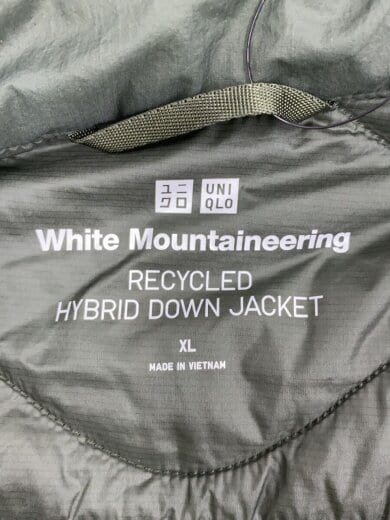 ユニ UNI
クロ QLO
White Mountaineering
RECYCLED
HYBRID DOWN JACKET
XL
MADE IN VIETNAM